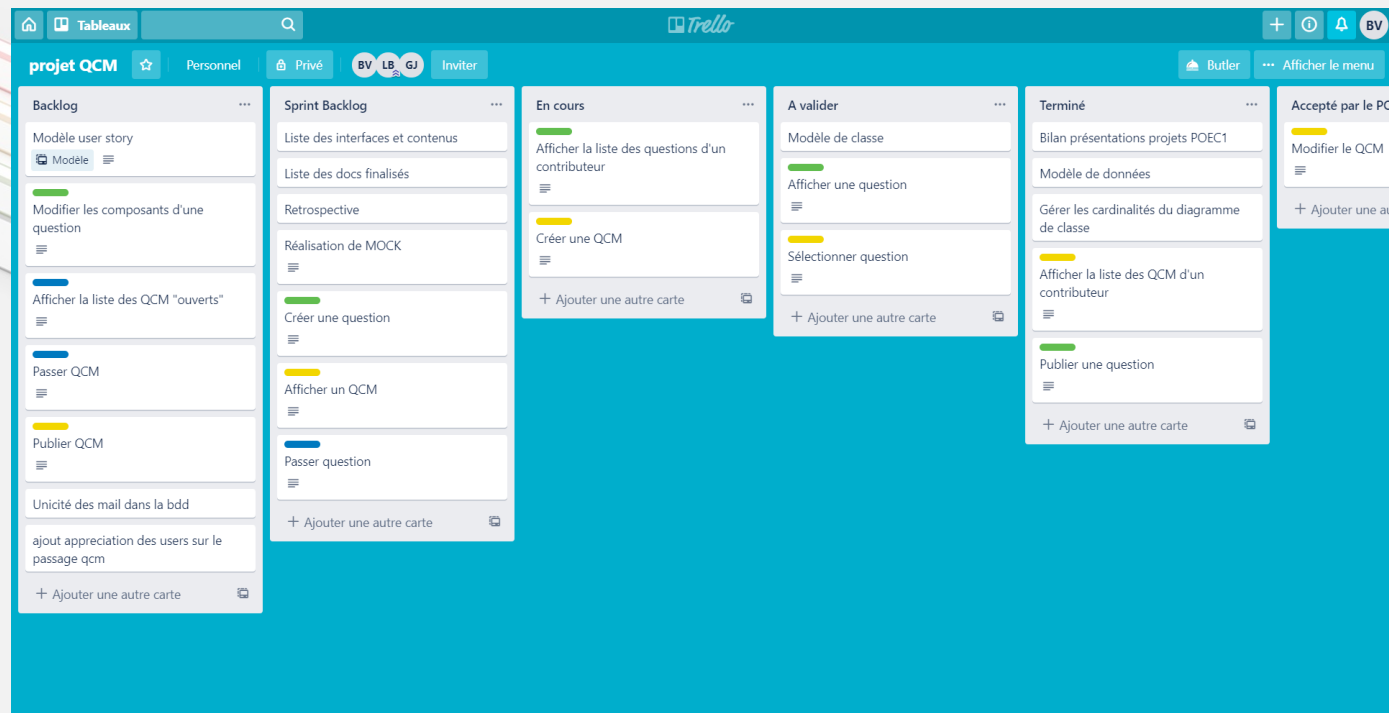 Tableaux
Trello
BV
projet QCM
Personnel
Privé
BV LB GJ
Inviter
Butler
Afficher le menu
Backlog
Modèle user story
Modèle
Modifier les composants d'une
question
Afficher la liste des QCM "ouverts"
Passer QCM
Publier QCM
Unicité des mail dans la bdd
ajout appreciation des users sur le
passage qcm
+ Ajouter une autre carte
Sprint Backlog
Liste des interfaces et contenus
Liste des docs finalisés
Retrospective
Réalisation de MOCK
Créer une question
Afficher un QCM
Passer question
+ Ajouter une autre carte
En cours
Afficher la liste des questions d'un
contributeur
Créer une QCM
+ Ajouter une autre carte
A valider
Modèle de classe
Afficher une question
Sélectionner question
+ Ajouter une autre carte
Terminé
Bilan présentations projets POEC1
Modèle de données
Gérer les cardinalités du diagramme
de classe
Afficher la liste des QCM d'un
contributeur
Publier une question
+ Ajouter une autre carte
Accepté par le PO
Modifier le QCM
+ Ajouter une au